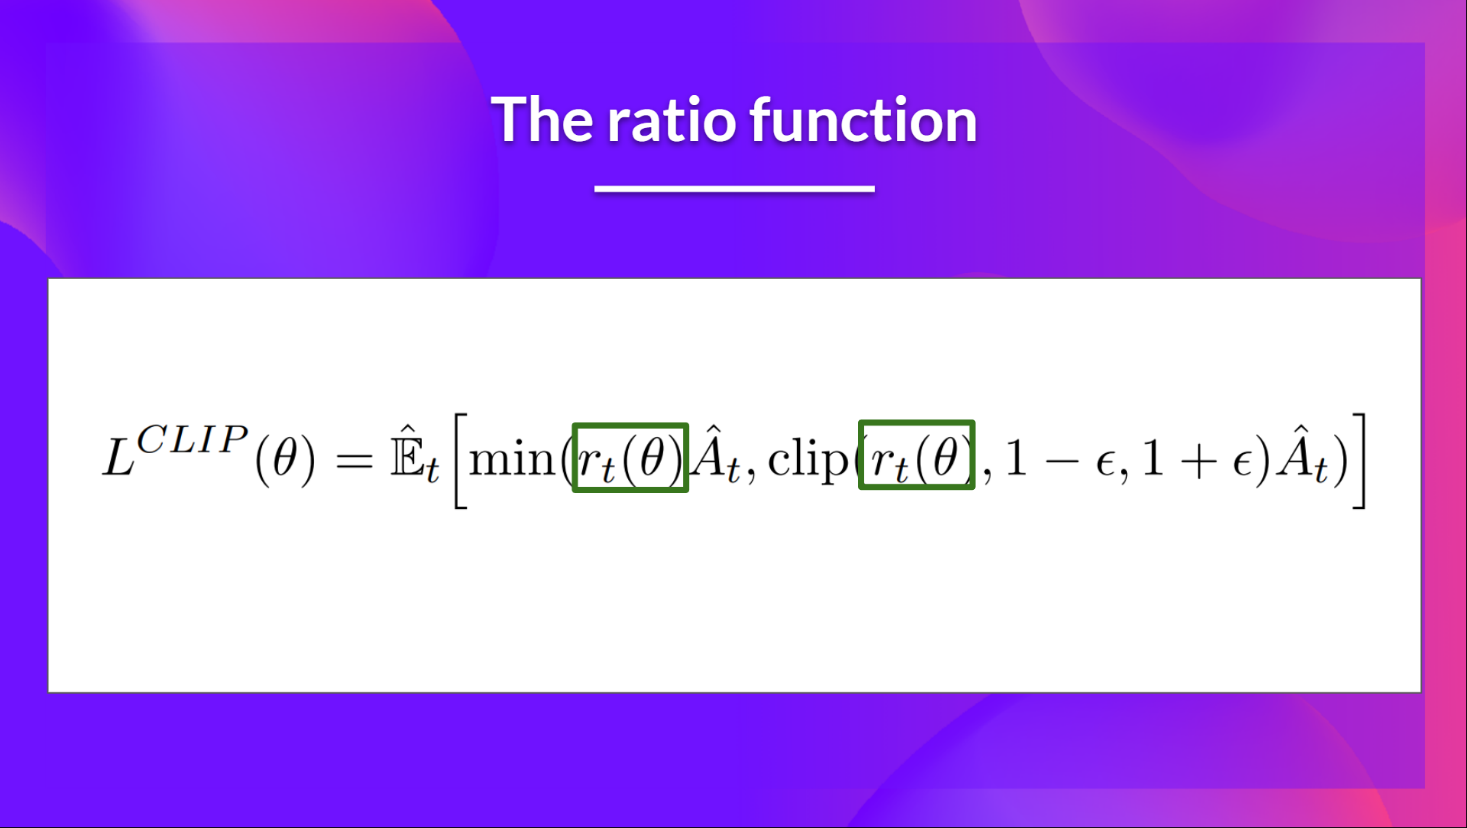 The ratio function
L^{CLIP}(θ) = Ê_t[min(r_t(θ)Â_t, clip(r_t(θ), 1 − ϵ, 1 + ϵ)Â_t)]